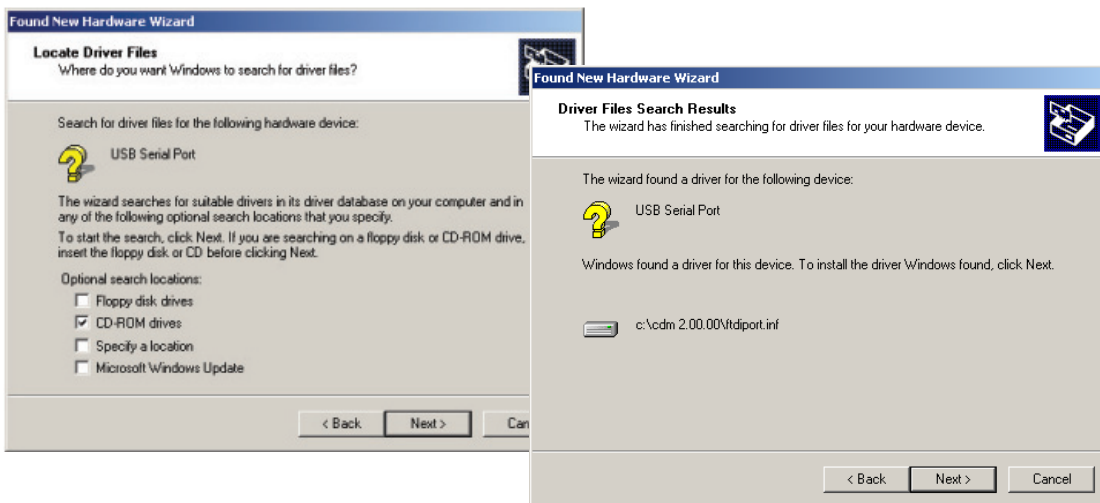 Found New Hardware Wizard
Locate Driver Files
Where do you want Windows to search for driver files?
Search for driver files for the following hardware device:
USB Serial Port
The wizard searches for suitable drivers in its driver database on your computer and in
any of the following optional search locations that you specify.
To start the search, click Next. If you are searching on a floppy disk or CD-ROM drive,
insert the floppy disk or CD before clicking Next.
Optional search locations:
Floppy disk drives
CD-ROM drives
Specify a location
Microsoft Windows Update
< Back
Next >
Can
Found New Hardware Wizard
Driver Files Search Results
The wizard has finished searching for driver files for your hardware device.
The wizard found a driver for the following device:
USB Serial Port
Windows found a driver for this device. To install the driver Windows found, click Next.
c:\cdm 2.00.00\ftdiport.inf
< Back
Next >
Cancel